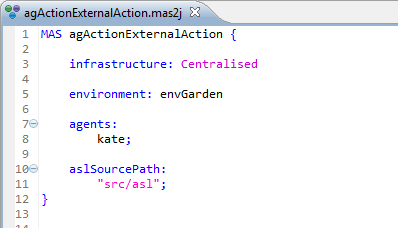 agActionExternalAction.mas2j
1 MAS agActionExternalAction {
2
3 infrastructure: Centralised
4
5 environment: envGarden
6
7 agents:
8 kate;
9
10 aslSourcePath:
11 "src/asl";
12 }
13
14